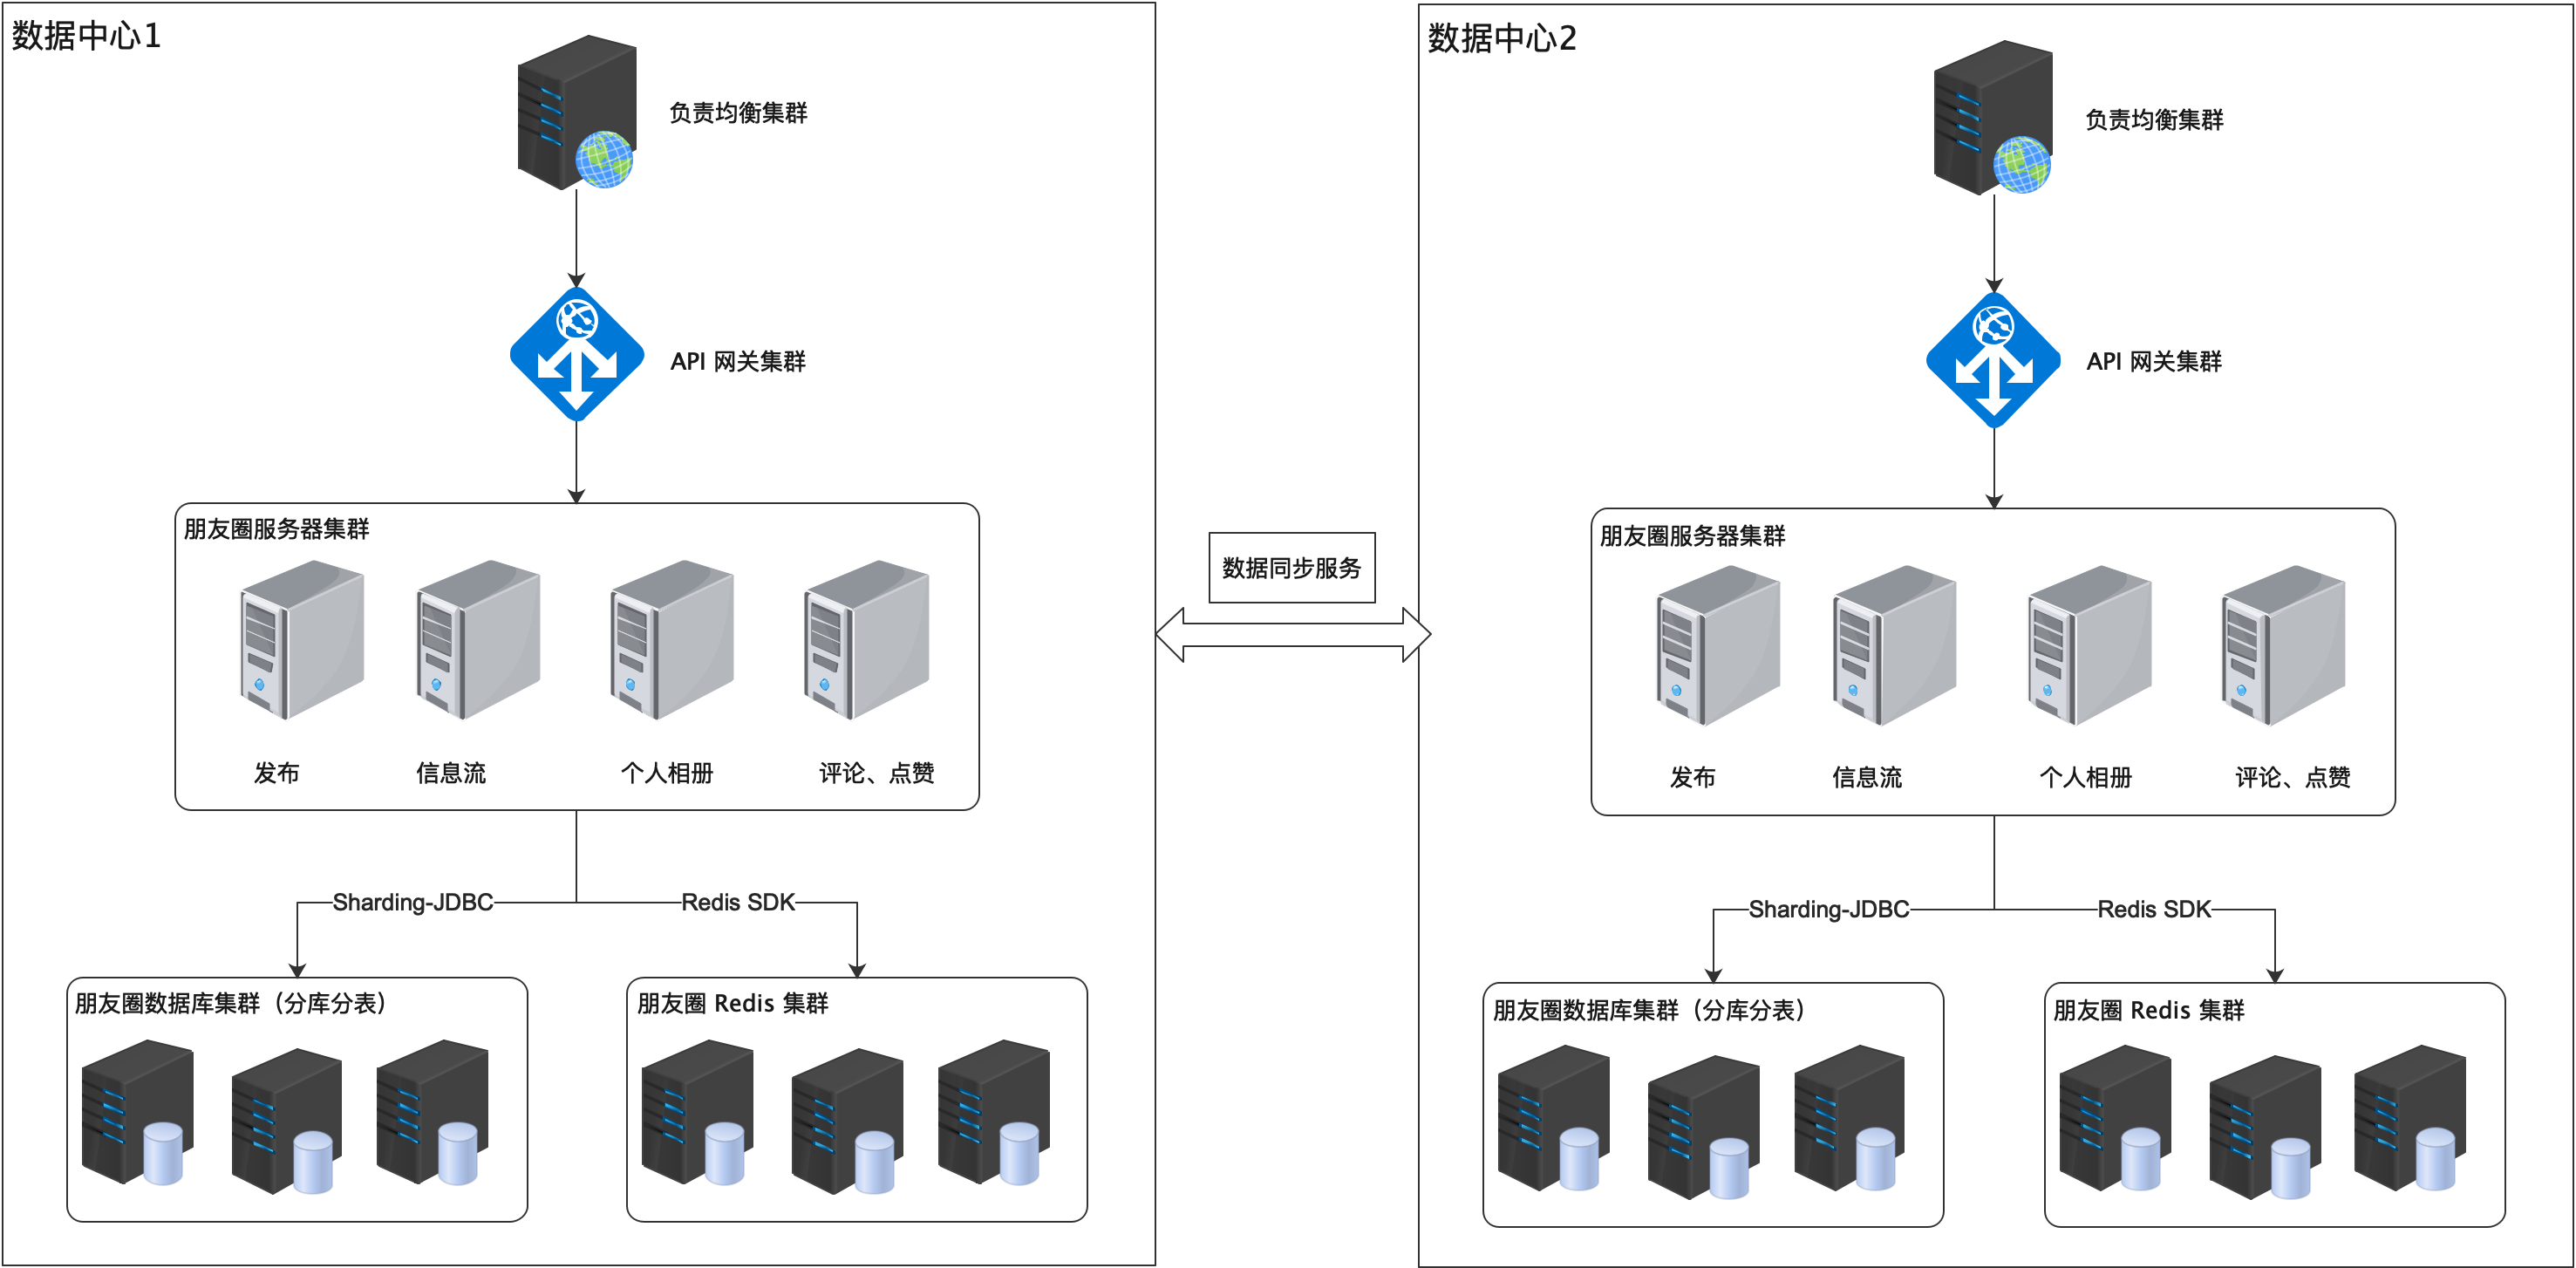 数据中心1
负责均衡集群
API 网关集群
朋友圈服务器集群
发布
信息流
个人相册
评论、点赞
Sharding-JDBC
Redis SDK
朋友圈数据库集群（分库分表）
朋友圈 Redis 集群
数据同步服务
数据中心2
负责均衡集群
API 网关集群
朋友圈服务器集群
发布
信息流
个人相册
评论、点赞
Sharding-JDBC
Redis SDK
朋友圈数据库集群（分库分表）
朋友圈 Redis 集群